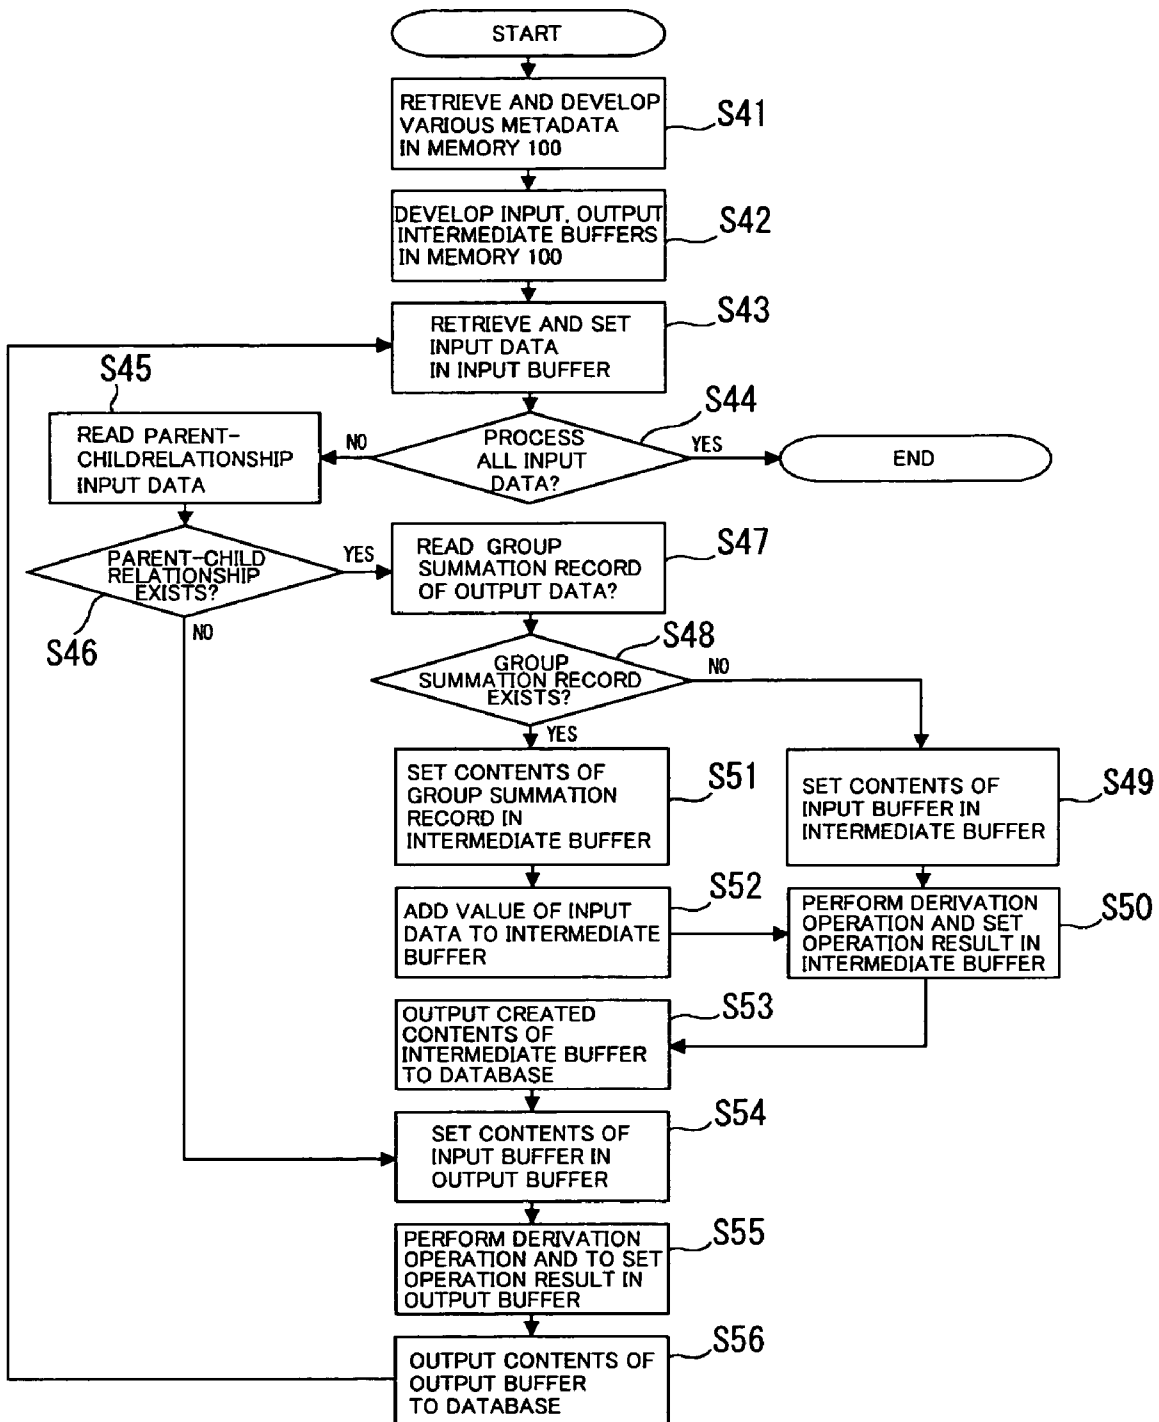 START
RETRIEVE AND DEVELOP
VARIOUS METADATA
IN MEMORY 100
S41
DEVELOP INPUT, OUTPUT
INTERMEDIATE BUFFERS
IN MEMORY 100
S42
RETRIEVE AND SET
INPUT DATA
IN INPUT BUFFER
S43
S44
PROCESS
ALL INPUT
DATA?
NO
YES
END
S45
READ PARENT-
CHILDRELATIONSHIP
INPUT DATA
PARENT-CHILD
RELATIONSHIP
EXISTS?
S46
YES
NO
READ GROUP
SUMMATION RECORD
OF OUTPUT DATA?
S47
S48
GROUP
SUMMATION RECORD
EXISTS?
NO
YES
SET CONTENTS OF
GROUP SUMMATION
RECORD IN
INTERMEDIATE BUFFER
S51
SET CONTENTS OF
INPUT BUFFER IN
INTERMEDIATE BUFFER
S49
ADD VALUE OF INPUT
DATA TO INTERMEDIATE
BUFFER
S52
PERFORM DERIVATION
OPERATION AND SET
OPERATION RESULT IN
INTERMEDIATE BUFFER
S50
OUTPUT CREATED
CONTENTS OF
INTERMEDIATE BUFFER
TO DATABASE
S53
SET CONTENTS OF
INPUT BUFFER IN
OUTPUT BUFFER
S54
PERFORM DERIVATION
OPERATION AND TO SET
OPERATION RESULT IN
OUTPUT BUFFER
S55
OUTPUT CONTENTS OF
OUTPUT BUFFER
TO DATABASE
S56